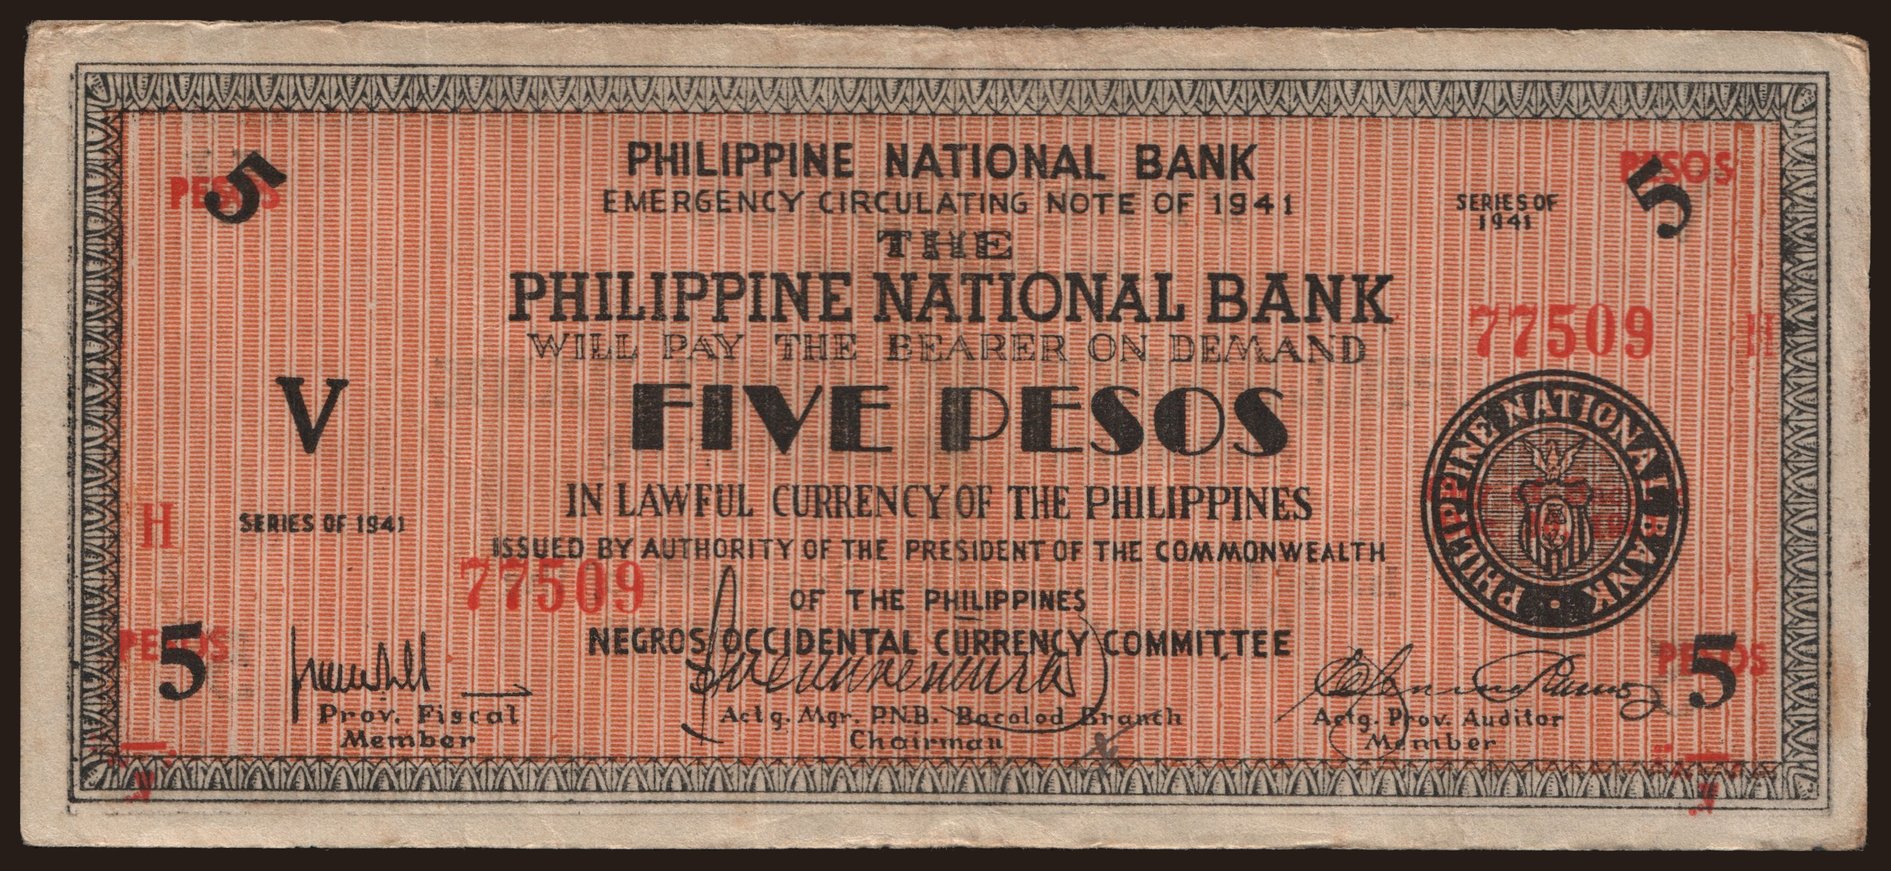 PHILIPPINE NATIONAL BANK
EMERGENCY CIRCULATING NOTE OF 1941
PESOS 5
SERIES OF
1941
PESOS 5
THE
PHILIPPINE NATIONAL BANK
WILL PAY THE BEARER ON DEMAND
77509 H
V
FIVE PESOS
PHILIPPINE NATIONAL BANK
IN LAWFUL CURRENCY OF THE PHILIPPINES
H
SERIES OF 1941
ISSUED BY AUTHORITY OF THE PRESIDENT OF THE COMMONWEALTH
77509
OF THE PHILIPPINES
NEGROS OCCIDENTAL CURRENCY COMMITTEE
PESOS 5
PESOS 5
Prov. Fiscal
Member
Actg. Mgr. P.N.B. Bacolod Branch
Chairman
Actg. Prov. Auditor
Member